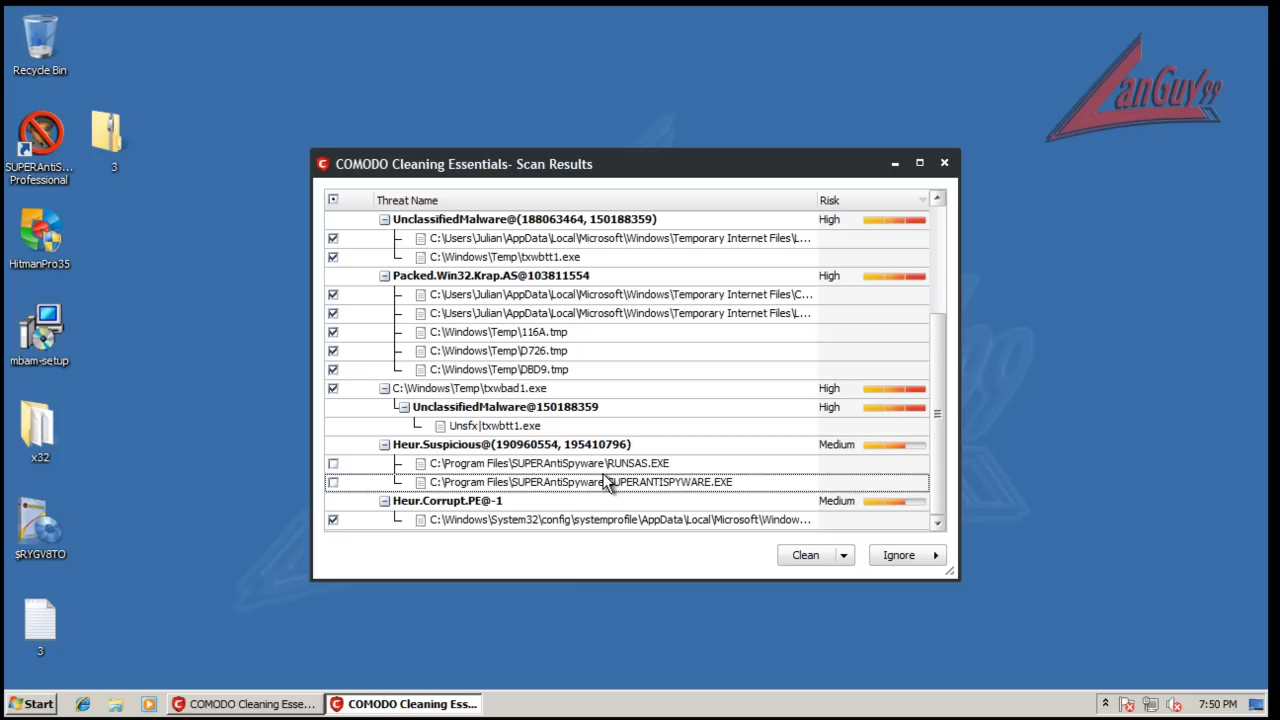 Recycle Bin
SUPERAntiS...
Professional
3
HitmanPro35
mbam-setup
x32
$RYGV8TO
3
LanGuy99
COMODO Cleaning Essentials- Scan Results
Threat Name Risk
UnclassifiedMalware@(188063464, 150188359) High
C:\Users\Julian\AppData\Local\Microsoft\Windows\Temporary Internet Files\L...
C:\Windows\Temp\txwbtt1.exe
Packed.Win32.Krap.AS@103811554 High
C:\Users\Julian\AppData\Local\Microsoft\Windows\Temporary Internet Files\C...
C:\Users\Julian\AppData\Local\Microsoft\Windows\Temporary Internet Files\L...
C:\Windows\Temp\116A.tmp
C:\Windows\Temp\D726.tmp
C:\Windows\Temp\DBD9.tmp
C:\Windows\Temp\txwbad1.exe High
UnclassifiedMalware@150188359 High
Unsfx|txwbtt1.exe
Heur.Suspicious@(190960554, 195410796) Medium
C:\Program Files\SUPERAntiSpyware\RUNSAS.EXE
C:\Program Files\SUPERAntiSpyware\SUPERANTISPYWARE.EXE
Heur.Corrupt.PE@-1 Medium
C:\Windows\System32\config\systemprofile\AppData\Local\Microsoft\Window...
Clean Ignore
Start COMODO Cleaning Esse... COMODO Cleaning Ess... 7:50 PM